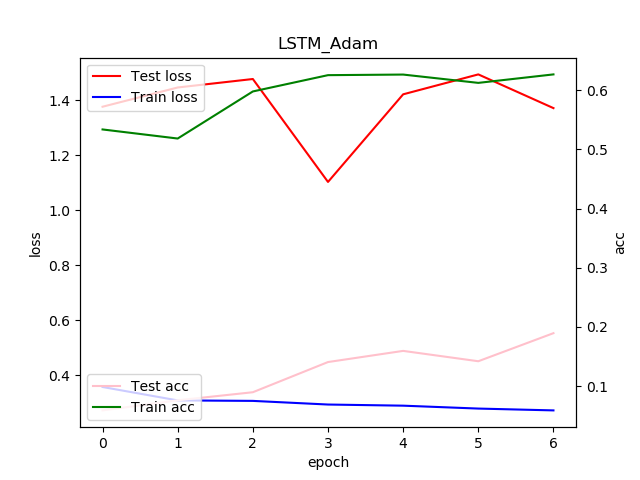 LSTM_Adam
Test loss
Train loss
1.4
1.2
1.0
0.8
0.6
0.4
loss
0.6
0.5
0.4
0.3
0.2
0.1
acc
Test acc
Train acc
0 1 2 3 4 5 6
epoch